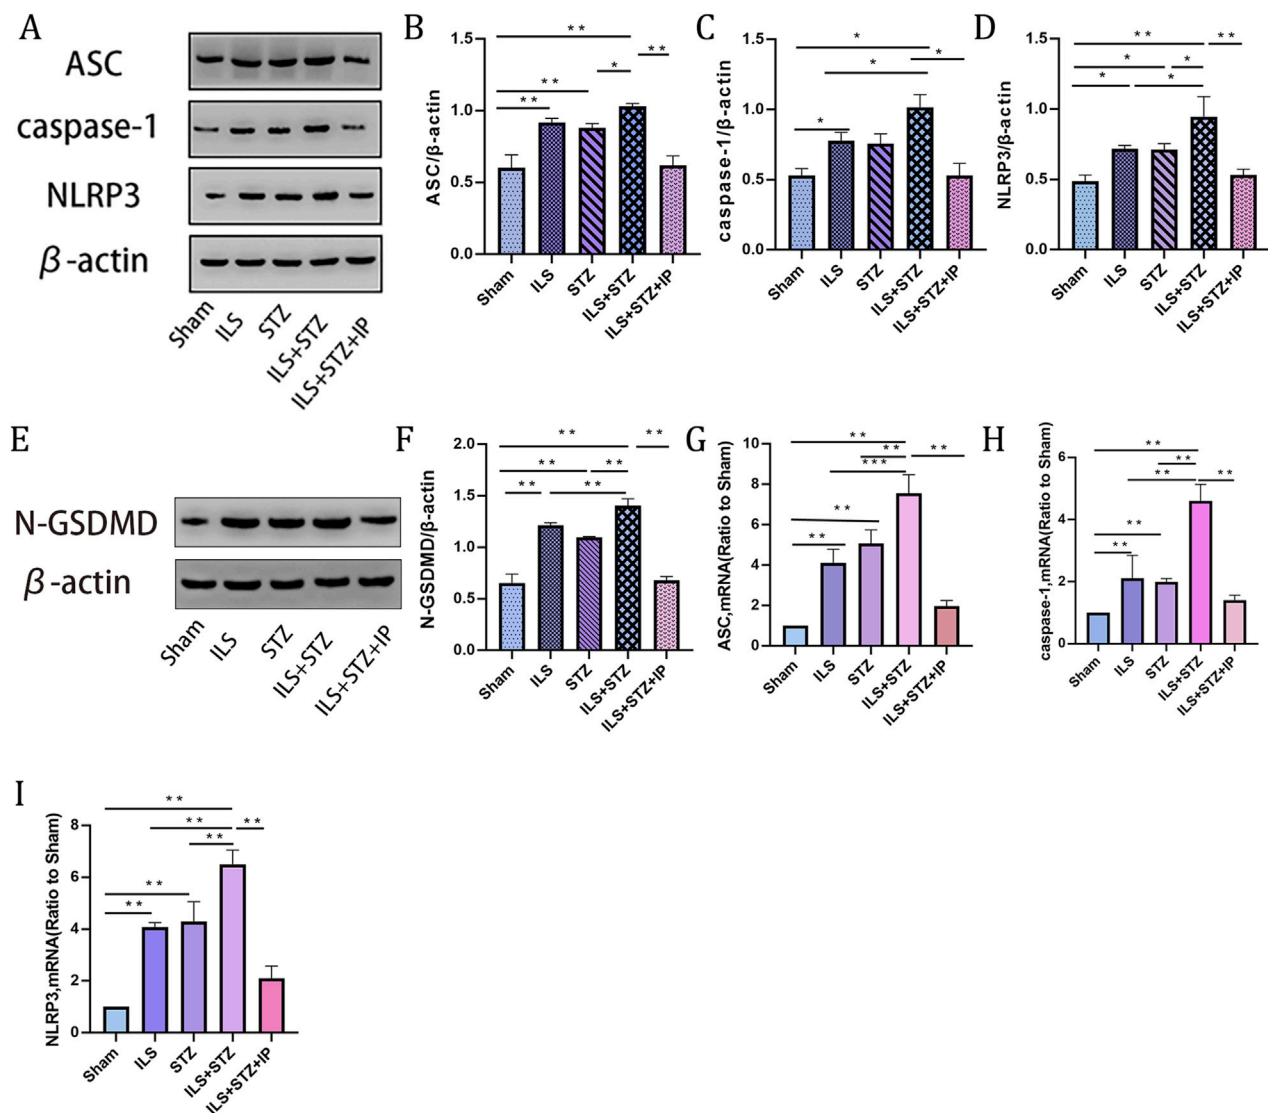 A
ASC
caspase-1
NLRP3
β-actin
Sham
ILS
STZ
ILS+STZ
ILS+STZ+IP
B
ASC/β-actin
1.5
1.0
0.5
0.0
**
**
*
**
**
Sham
ILS
STZ
ILS+STZ
ILS+STZ+IP
C
caspase-1/β-actin
1.5
1.0
0.5
0.0
*
*
*
*
Sham
ILS
STZ
ILS+STZ
ILS+STZ+IP
D
NLRP3/β-actin
1.5
1.0
0.5
0.0
**
**
*
*
*
*
Sham
ILS
STZ
ILS+STZ
ILS+STZ+IP
E
N-GSDMD
β-actin
Sham
ILS
STZ
ILS+STZ
ILS+STZ+IP
F
N-GSDMD/β-actin
2.0
1.5
1.0
0.5
0.0
**
**
**
**
**
**
Sham
ILS
STZ
ILS+STZ
ILS+STZ+IP
G
ASC,mRNA(Ratio to Sham)
10
8
6
4
2
0
**
**
**
***
**
**
Sham
ILS
STZ
ILS+STZ
ILS+STZ+IP
H
caspase-1,mRNA(Ratio to Sham)
6
4
2
0
**
**
**
**
**
**
Sham
ILS
STZ
ILS+STZ
ILS+STZ+IP
I
NLRP3,mRNA(Ratio to Sham)
8
6
4
2
0
**
**
**
**
**
**
Sham
ILS
STZ
ILS+STZ
ILS+STZ+IP